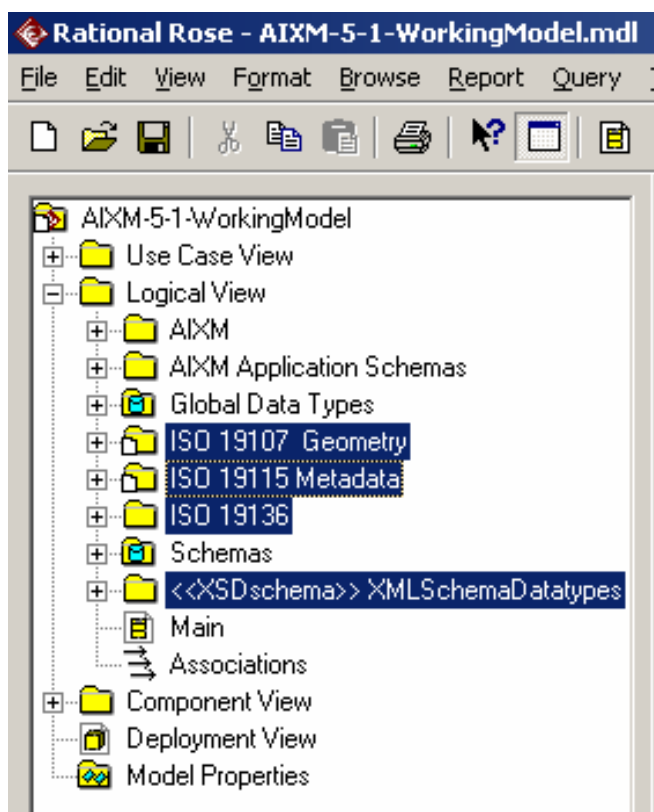 Rational Rose - AIXM-5-1-WorkingModel.mdl
File Edit View Format Browse Report Query
AIXM-5-1-WorkingModel
Use Case View
Logical View
AIXM
AIXM Application Schemas
Global Data Types
ISO 19107 Geometry
ISO 19115 Metadata
ISO 19136
Schemas
<<XSDschema>> XMLSchemaDatatypes
Main
Associations
Component View
Deployment View
Model Properties